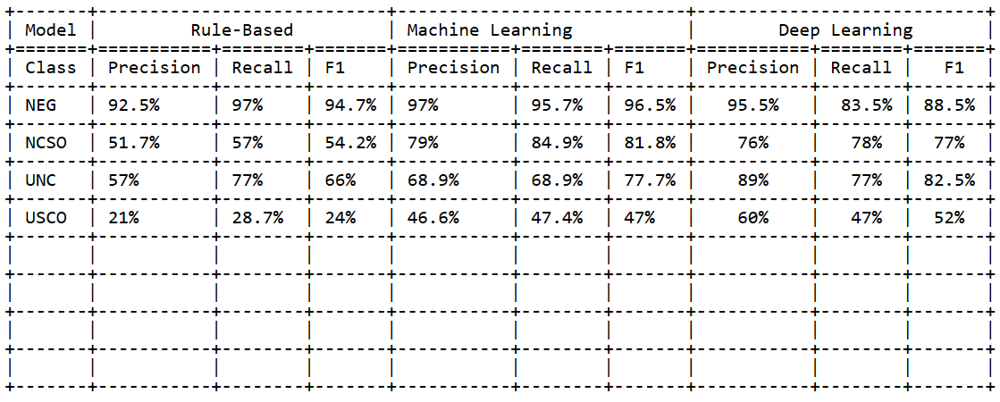 Model Rule-Based Machine Learning Deep Learning
Class Precision Recall F1 Precision Recall F1 Precision Recall F1
NEG 92.5% 97% 94.7% 97% 95.7% 96.5% 95.5% 83.5% 88.5%
NCSO 51.7% 57% 54.2% 79% 84.9% 81.8% 76% 78% 77%
UNC 57% 77% 66% 68.9% 68.9% 77.7% 89% 77% 82.5%
USCO 21% 28.7% 24% 46.6% 47.4% 47% 60% 47% 52%